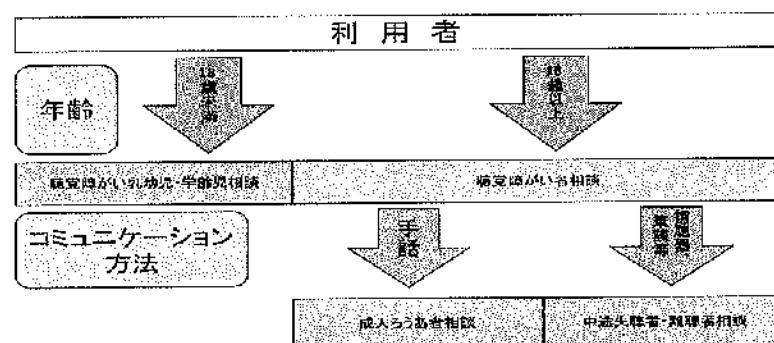 利用者
年齢
18歳未満
18歳以上
聴覚障がい乳幼児・学齢児相談
聴覚障がい者相談
コミュニケーション
方法
手話
成人ろうあ者相談
中途失聴者・難聴者相談